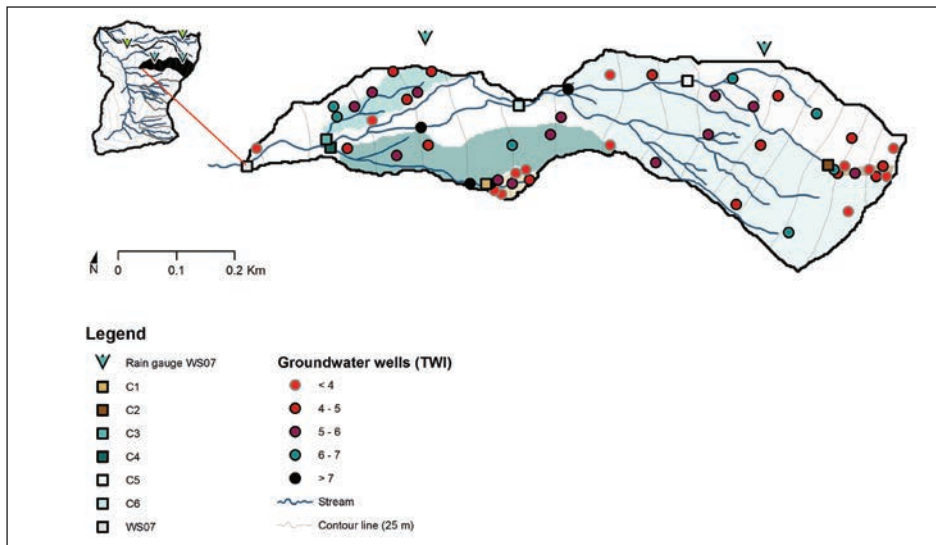 N 0 0.1 0.2 Km
Legend
Rain gauge WS07
C1
C2
C3
C4
C5
C6
WS07
Groundwater wells (TWI)
< 4
4 - 5
5 - 6
6 - 7
> 7
Stream
Contour line (25 m)